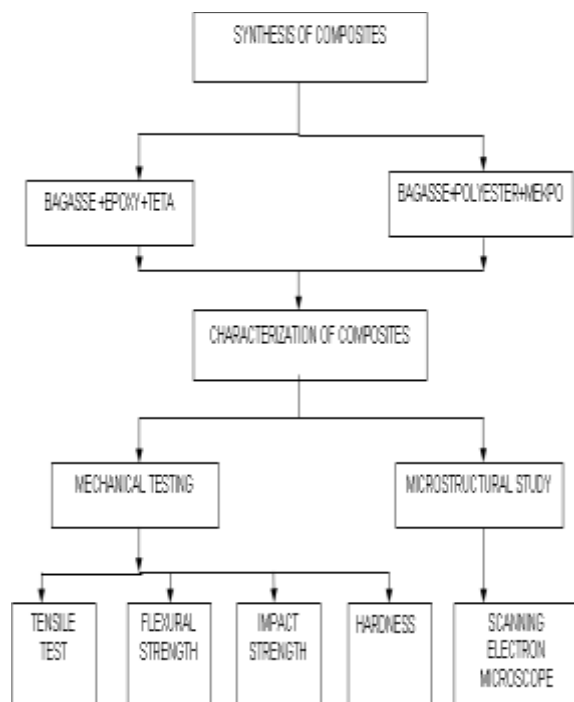 SYNTHESIS OF COMPOSITES
BAGASSE +EPOXY+TETA
BAGASSE+POLYESTER+MEKPO
CHARACTERIZATION OF COMPOSITES
MECHANICAL TESTING
MICROSTRUCTURAL STUDY
TENSILE
TEST
FLEXURAL
STRENGTH
IMPACT
STRENGTH
HARDNESS
SCANNING
ELECTRON
MICROSCOPE